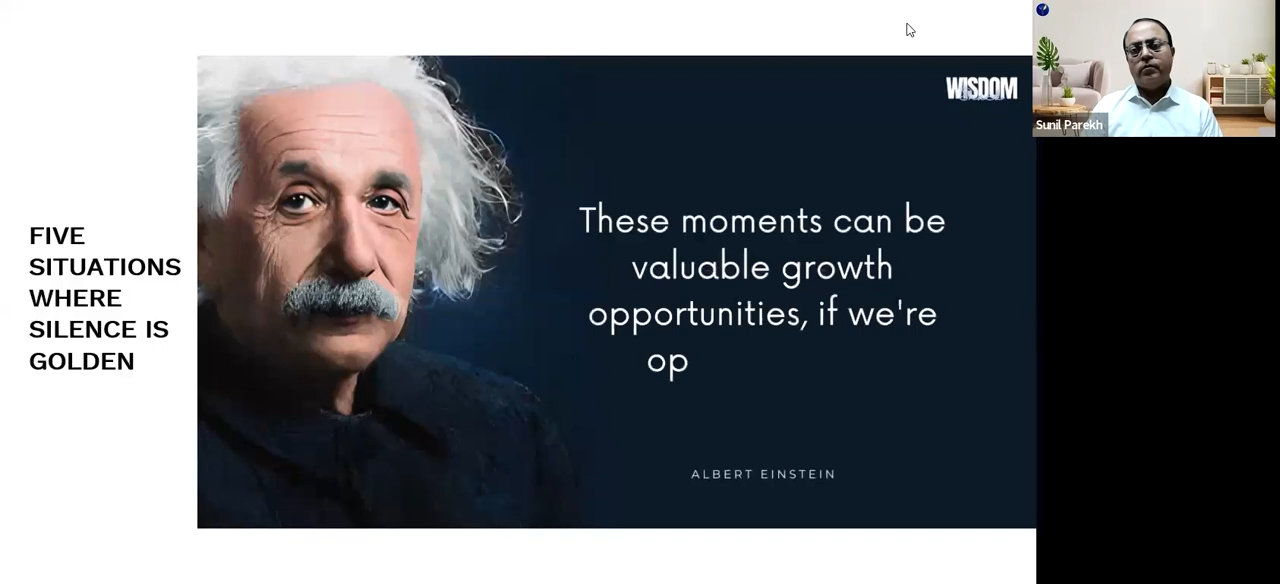 FIVE
SITUATIONS
WHERE
SILENCE IS
GOLDEN
WISDOM
These moments can be
valuable growth
opportunities, if we're
op
ALBERT EINSTEIN
Sunil Parekh